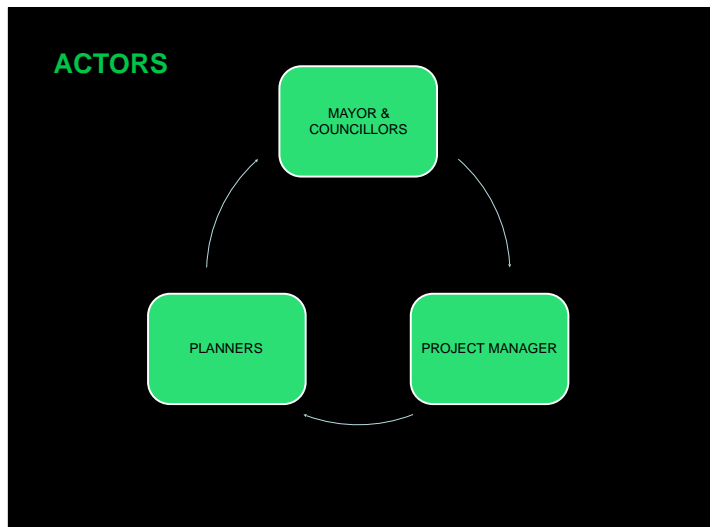 ACTORS
MAYOR &
COUNCILLORS
PLANNERS
PROJECT MANAGER